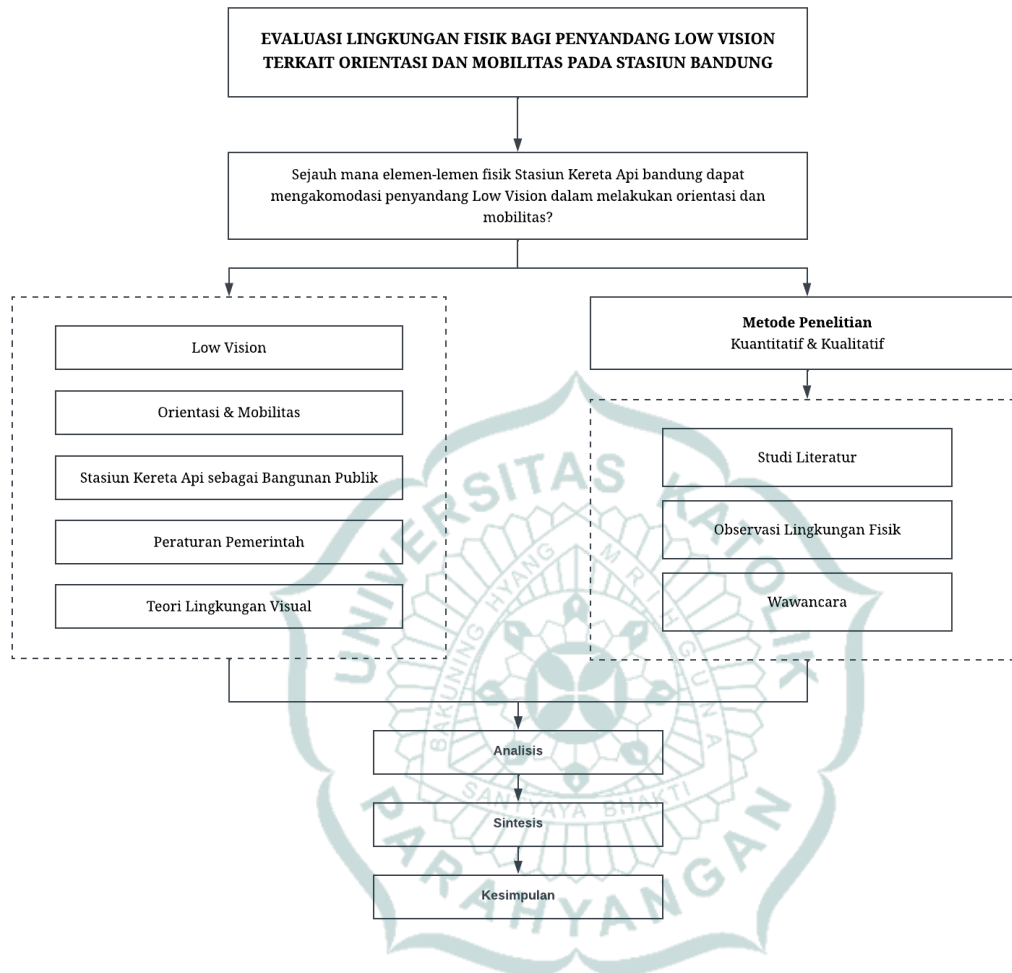 EVALUASI LINGKUNGAN FISIK BAGI PENYANDANG LOW VISION
TERKAIT ORIENTASI DAN MOBILITAS PADA STASIUN BANDUNG
Sejauh mana elemen-lemen fisik Stasiun Kereta Api bandung dapat
mengakomodasi penyandang Low Vision dalam melakukan orientasi dan
mobilitas?
Low Vision
Orientasi & Mobilitas
Stasiun Kereta Api sebagai Bangunan Publik
Peraturan Pemerintah
Teori Lingkungan Visual
Metode Penelitian
Kuantitatif & Kualitatif
Studi Literatur
Observasi Lingkungan Fisik
Wawancara
Analisis
Sintesis
Kesimpulan
UNIVERSITAS KATOLIK
PARAHYANGAN
BAKUNING HYANG MRIH GUNA
SANTYAYA BHAKTI